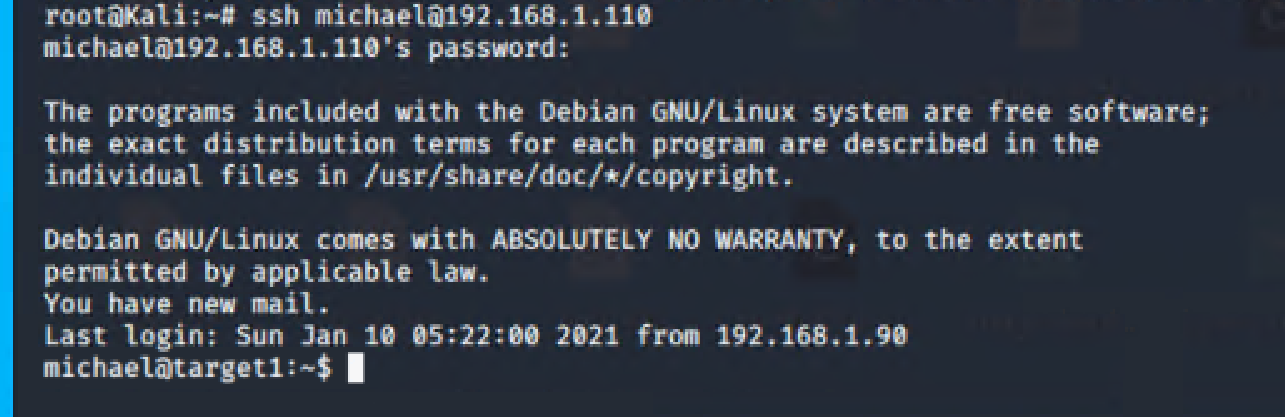 root@Kali:~# ssh michael@192.168.1.110
michael@192.168.1.110's password:
The programs included with the Debian GNU/Linux system are free software;
the exact distribution terms for each program are described in the
individual files in /usr/share/doc/*/copyright.
Debian GNU/Linux comes with ABSOLUTELY NO WARRANTY, to the extent
permitted by applicable law.
You have new mail.
Last login: Sun Jan 10 05:22:00 2021 from 192.168.1.90
michael@target1:~$